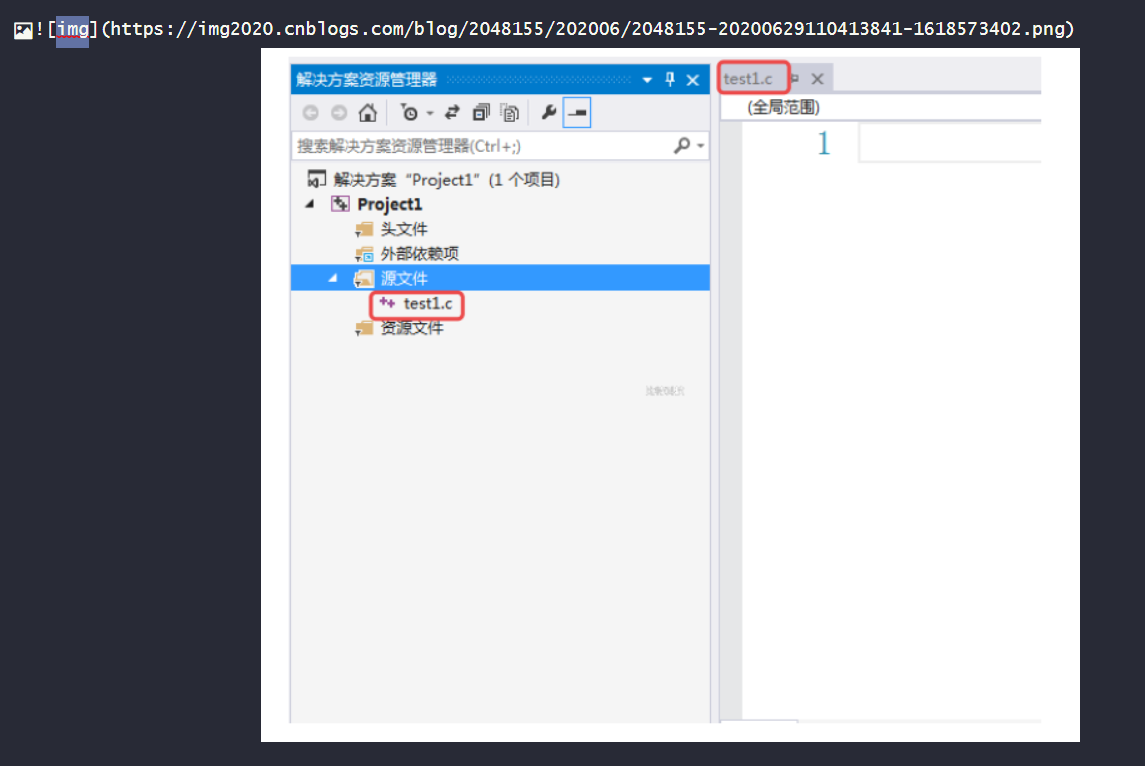 ![img](https://img2020.cnblogs.com/blog/2048155/202006/2048155-20200629110413841-1618573402.png)
解决方案资源管理器
搜索解决方案资源管理器(Ctrl+;)
解决方案 “Project1” (1 个项目)
Project1
头文件
外部依赖项
源文件
test1.c
资源文件
test1.c
(全局范围)
1